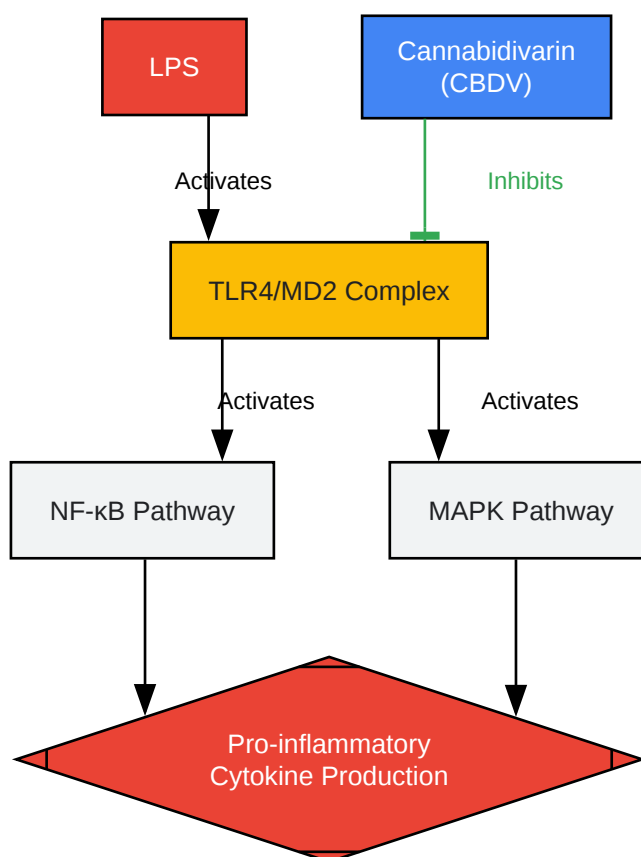 LPS
Cannabidivarin
(CBDV)
Activates
Inhibits
TLR4/MD2 Complex
Activates
Activates
NF-κB Pathway
MAPK Pathway
Pro-inflammatory
Cytokine Production